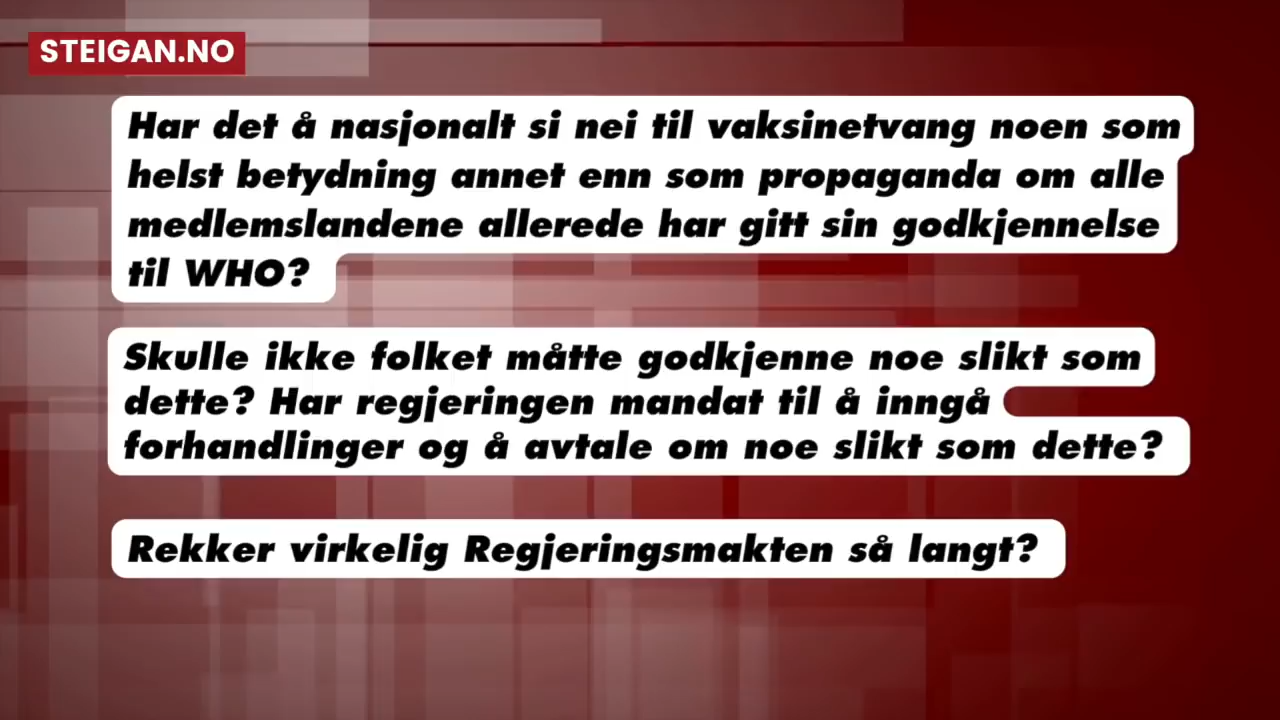 STEIGAN.NO
Har det å nasjonalt si nei til vaksinetvang noen som
helst betydning annet enn som propaganda om alle
medlemslandene allerede har gitt sin godkjennelse
til WHO?
Skulle ikke folket måtte godkjenne noe slikt som
dette? Har regjeringen mandat til å inngå
forhandlinger og å avtale om noe slikt som dette?
Rekker virkelig Regjeringsmakten så langt?